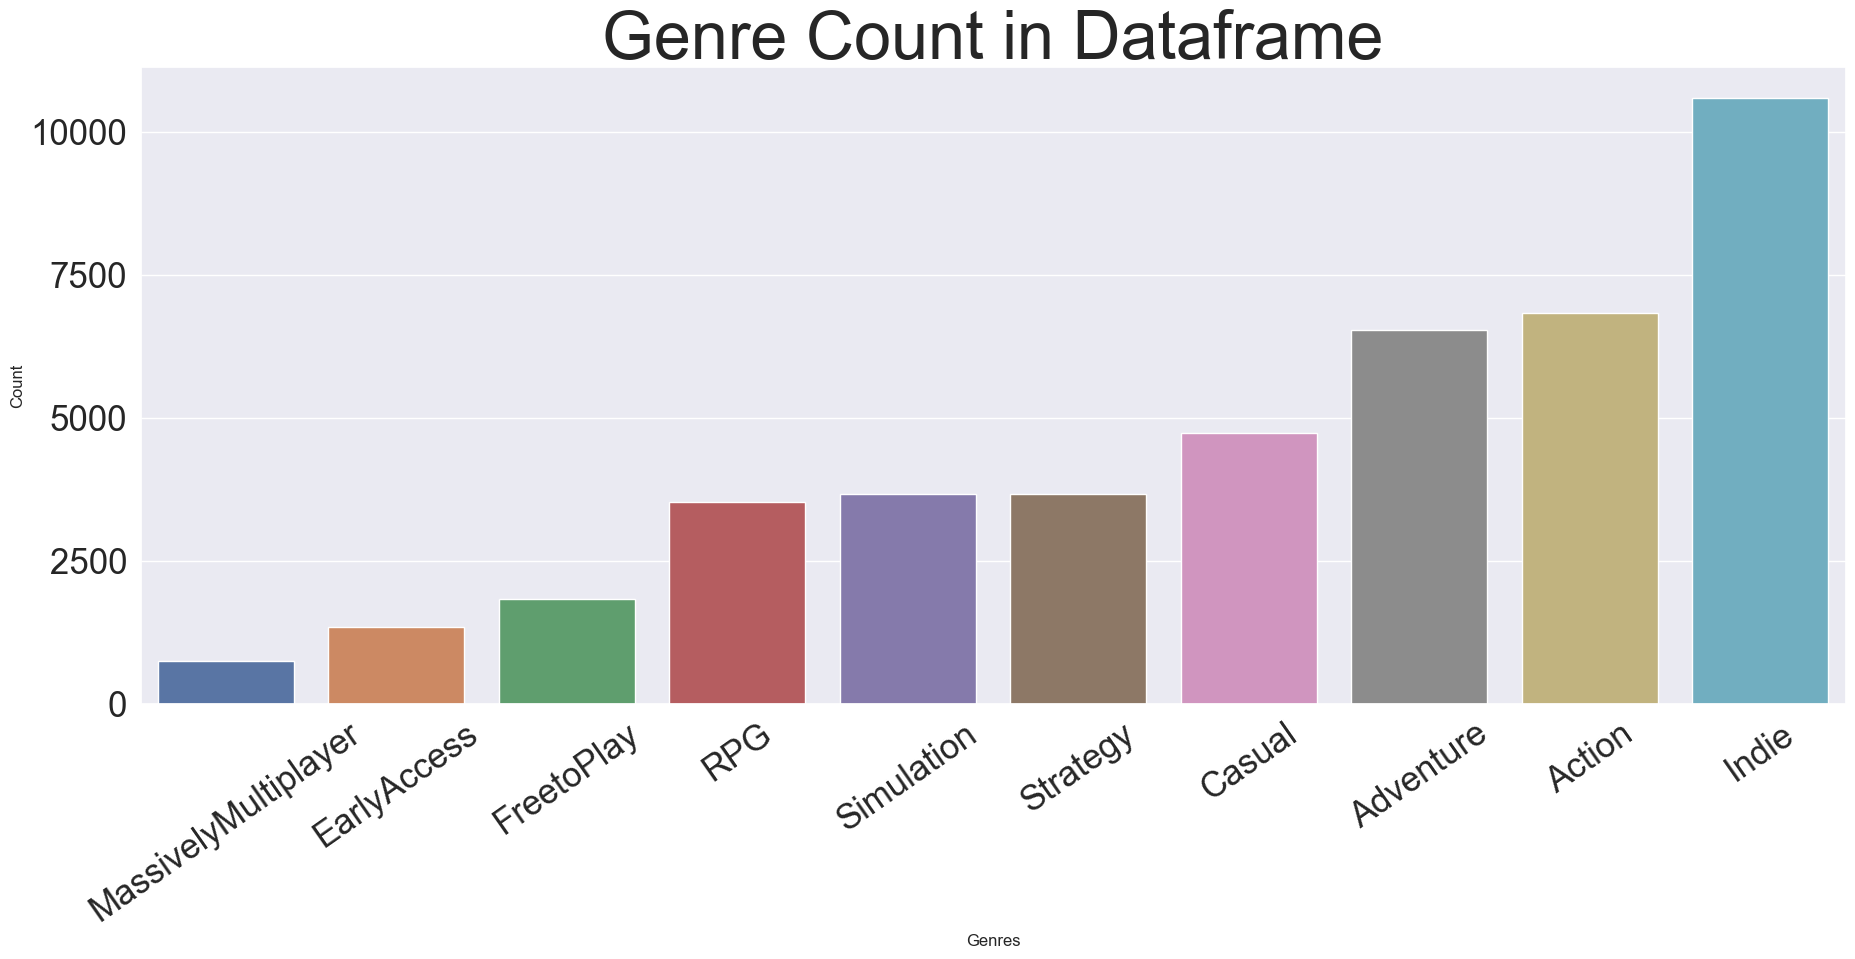 Genre Count in Dataframe
10000
7500
5000
2500
0
Count
MassivelyMultiplayer
EarlyAccess
FreetoPlay
RPG
Simulation
Strategy
Casual
Adventure
Action
Indie
Genres